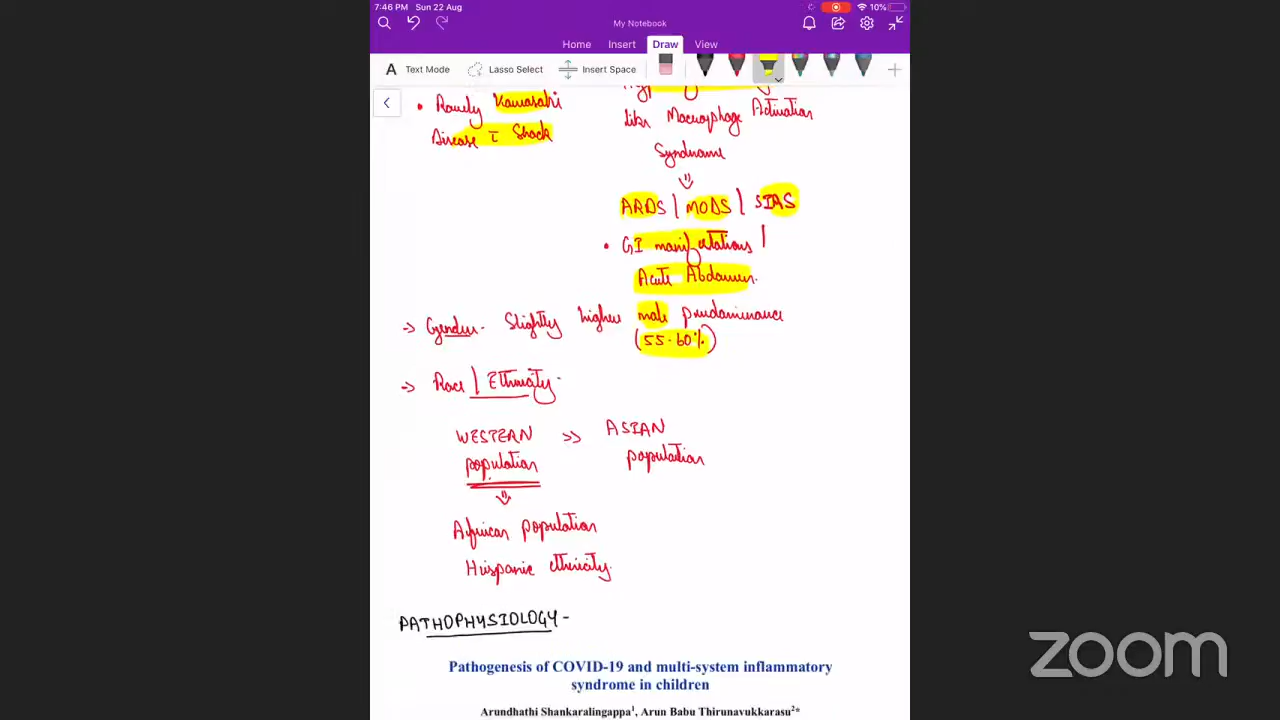 7:46 PM Sun 22 Aug
10%
My Notebook
Home Insert Draw View
A Text Mode Lasso Select Insert Space
• Rarely Kawasaki
Disease c̄ Shock
like Macrophage Activation
Syndrome
ARDS | MODS | SIRS
• GI manifestations |
Acute Abdomen.
→ Gender - Slightly higher male predominance
(55-60%)
→ Race | Ethnicity -
WESTERN >> ASIAN
population population
African population
Hispanic ethnicity.
PATHOPHYSIOLOGY -
Pathogenesis of COVID-19 and multi-system inflammatory
syndrome in children
Arundhathi Shankaralingappa¹, Arun Babu Thirunavukkarasu²*
zoom